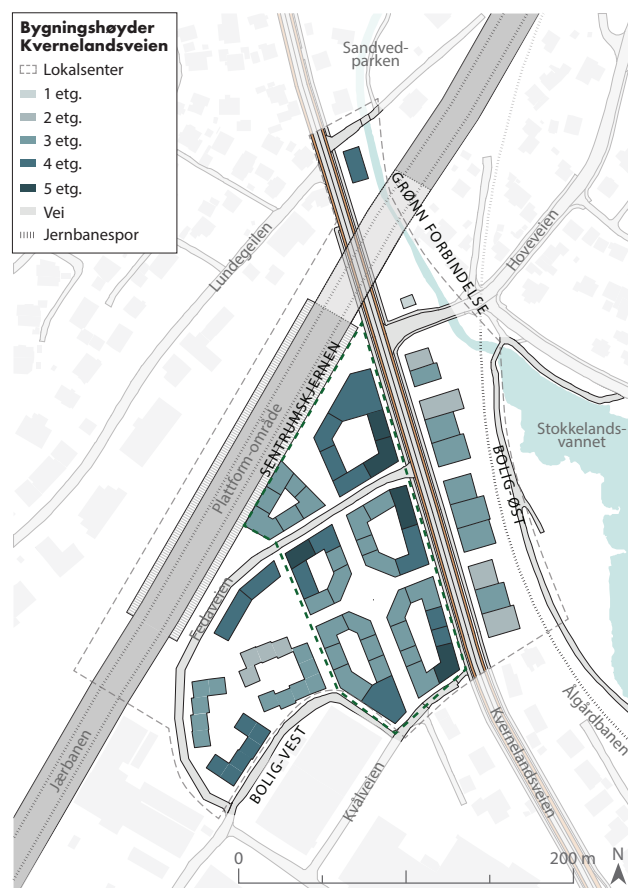 Bygningshøyder
Kvernelandsveien
Lokalsenter
1 etg.
2 etg.
3 etg.
4 etg.
5 etg.
Vei
Jernbanespor
Sandved-
parken
GRØNN FORBINDELSE
Hoveveien
Lundegeilen
SENTRUMSKJERNEN
Plattform-område
Stokkelands-
vannet
BOLIG-ØST
Fedaveien
Ålgårdbanen
Jærbanen
BOLIG-VEST
Kvålveien
Kvernelandsveien
0
200 m
N